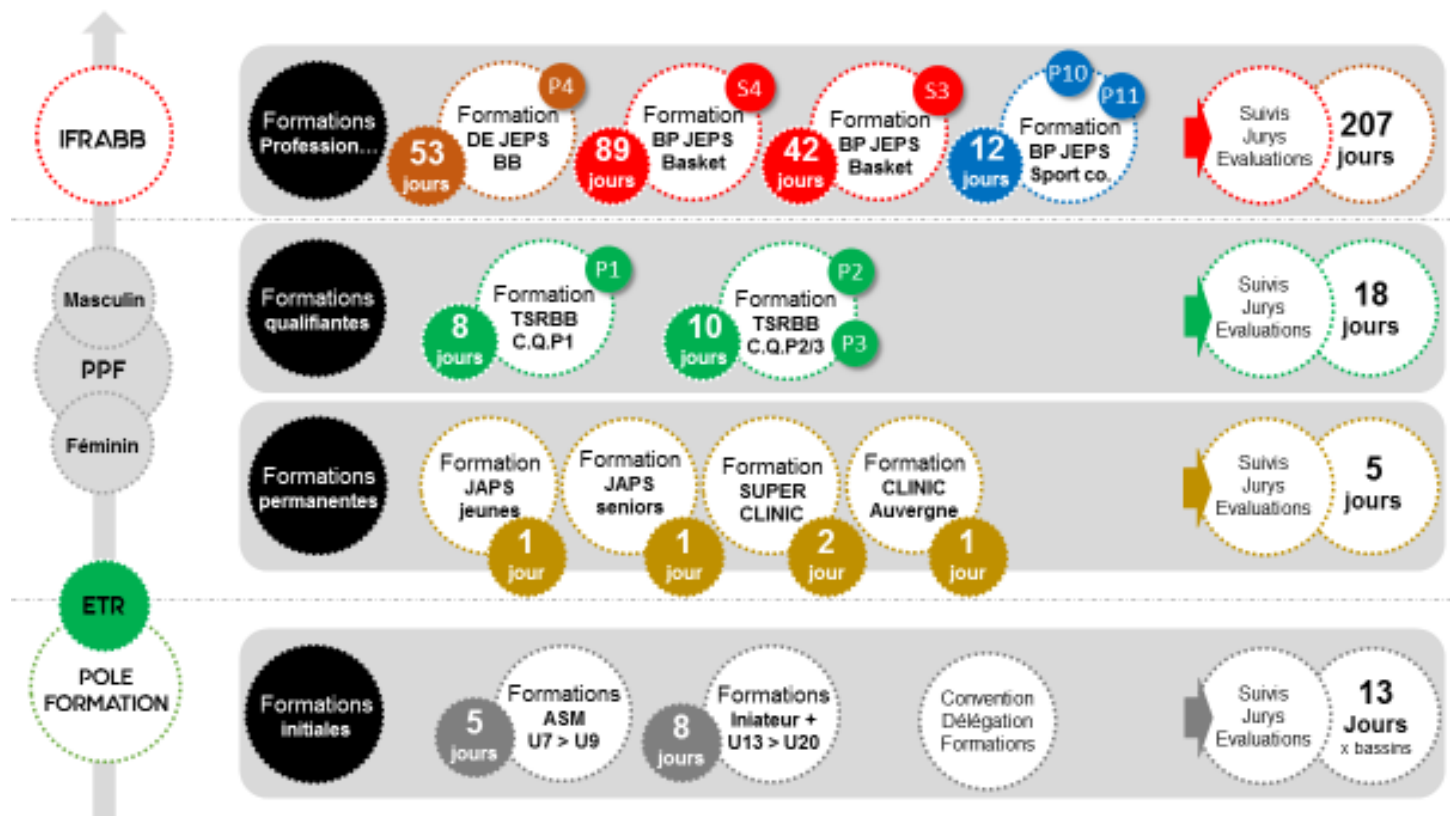 IFRABB
Masculin
PPF
Féminin
ETR
POLE
FORMATION
Formations
Profession...
53
jours
Formation
DE JEPS
BB
P4
89
jours
Formation
BP JEPS
Basket
S4
42
jours
Formation
BP JEPS
Basket
S3
12
jours
Formation
BP JEPS
Sport co.
P10
P11
Suivis
Jurys
Evaluations
207
jours
Formations
qualifiantes
8
jours
Formation
TSRBB
C.Q.P1
P1
10
jours
Formation
TSRBB
C.Q.P2/3
P2
P3
Suivis
Jurys
Evaluations
18
jours
Formations
permanentes
Formation
JAPS
jeunes
1
jour
Formation
JAPS
seniors
1
jour
Formation
SUPER
CLINIC
2
jour
Formation
CLINIC
Auvergne
1
jour
Suivis
Jurys
Evaluations
5
jours
Formations
initiales
5
jours
Formations
ASM
U7 > U9
8
jours
Formations
Iniateur +
U13 > U20
Convention
Délégation
Formations
Suivis
Jurys
Evaluations
13
Jours
x bassins